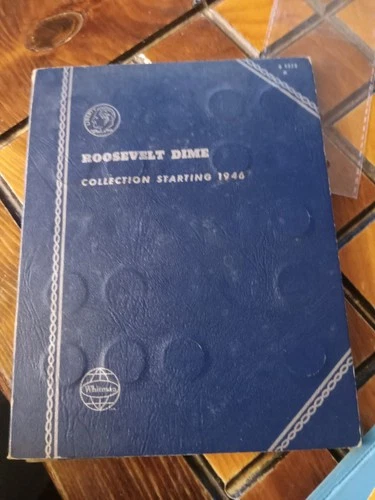 ROOSEVELT DIME
COLLECTION STARTING 1946
Whitman